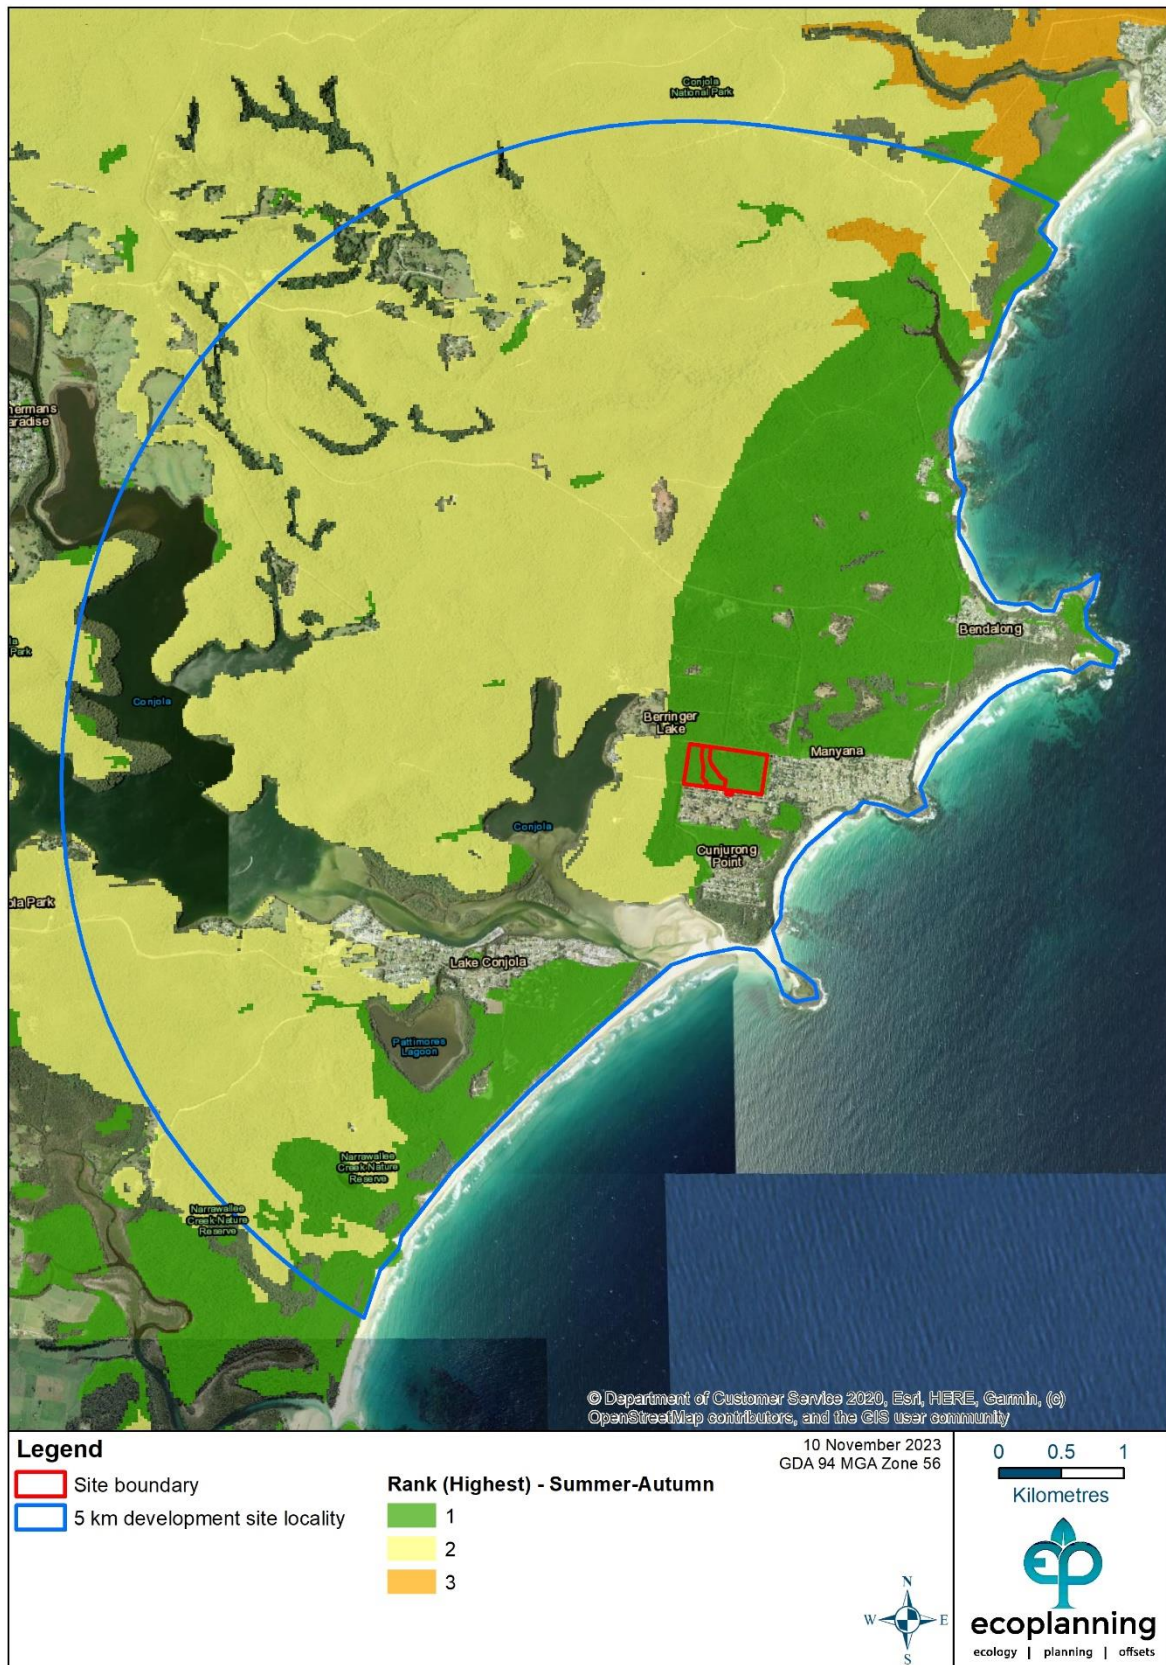 Conjola
National Park
hermans
aradise
Bendalong
Park
Conjola
Berringer
Lake
Manyana
Conjola
Cunjurong
Point
ola Park
Lake Conjola
Pattimores
Lagoon
Narrawallee
Creek Nature
Reserve
Narrawallee
Creek Nature
Reserve
© Department of Customer Service 2020, Esri, HERE, Garmin, (c)
OpenStreetMap contributors, and the GIS user community
Legend
Site boundary
5 km development site locality
Rank (Highest) - Summer-Autumn
1
2
3
10 November 2023
GDA 94 MGA Zone 56
N
W E
S
0 0.5 1
Kilometres
ep
ecoplanning
ecology | planning | offsets